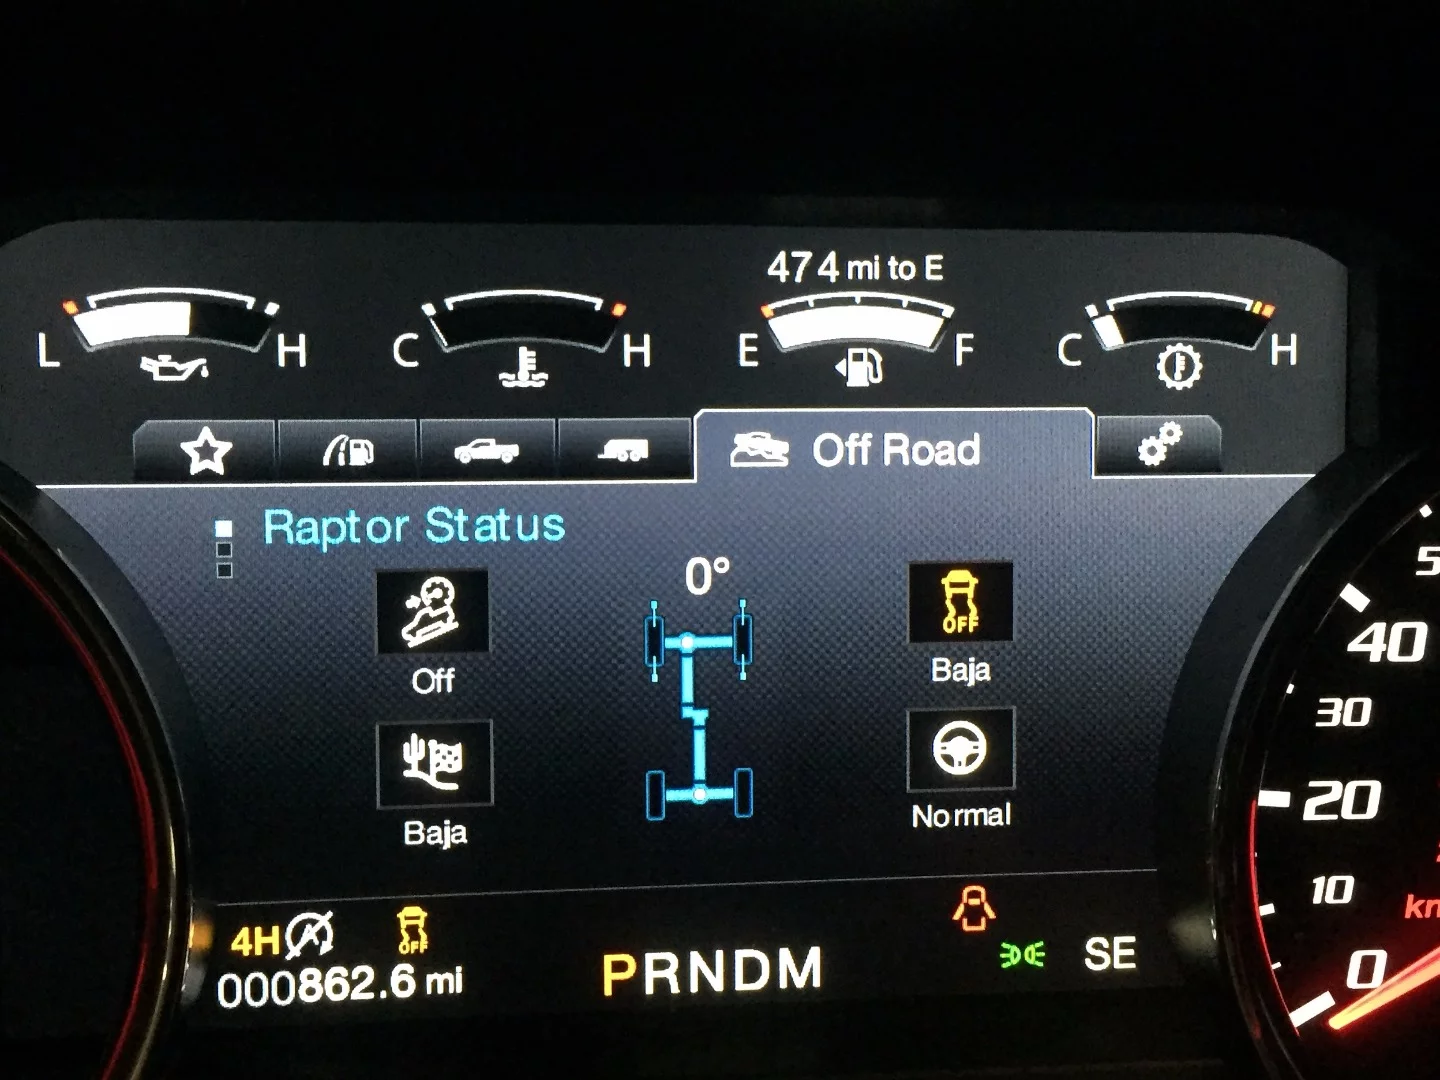 474 mi to E
L H C H E F C H
Off Road
Raptor Status
0°
OFF
Off
Baja
Baja
Normal
4H A OFF
000862.6 mi
PRNDM
SE
40
30
20
10
0